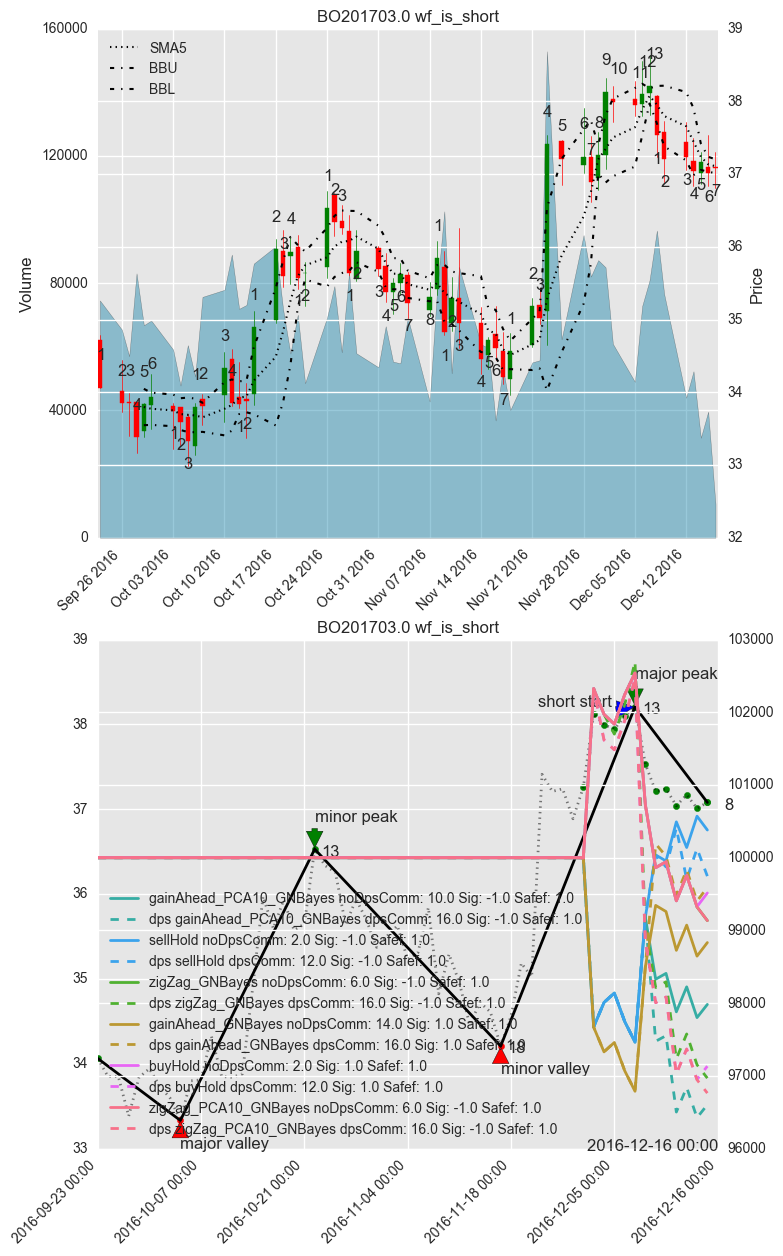 BO201703.0 wf_is_short
160000
120000
80000
40000
0
Volume
39
38
37
36
35
34
33
32
Price
SMA5
BBU
BBL
Sep 26 2016
Oct 03 2016
Oct 10 2016
Oct 17 2016
Oct 24 2016
Oct 31 2016
Nov 07 2016
Nov 14 2016
Nov 21 2016
Nov 28 2016
Dec 05 2016
Dec 12 2016
BO201703.0 wf_is_short
39
38
37
36
35
34
33
103000
102000
101000
100000
99000
98000
97000
96000
major peak
short start
13
8
minor peak
13
18
minor valley
major valley
gainAhead_PCA10_GNBayes noDpsComm: 10.0 Sig: -1.0 Safef: 1.0
dps gainAhead_PCA10_GNBayes dpsComm: 16.0 Sig: -1.0 Safef: 1.0
sellHold noDpsComm: 2.0 Sig: -1.0 Safef: 1.0
dps sellHold dpsComm: 12.0 Sig: -1.0 Safef: 1.0
zigZag_GNBayes noDpsComm: 6.0 Sig: -1.0 Safef: 1.0
dps zigZag_GNBayes dpsComm: 16.0 Sig: -1.0 Safef: 1.0
gainAhead_GNBayes noDpsComm: 14.0 Sig: -1.0 Safef: 1.0
dps gainAhead_GNBayes dpsComm: 16.0 Sig: -1.0 Safef: 1.0
buyHold noDpsComm: 2.0 Sig: 1.0 Safef: 1.0
dps buyHold dpsComm: 12.0 Sig: 1.0 Safef: 1.0
zigZag_PCA10_GNBayes noDpsComm: 6.0 Sig: -1.0 Safef: 1.0
dps zigZag_PCA10_GNBayes dpsComm: 16.0 Sig: -1.0 Safef: 1.0
2016-12-16 00:00
2016-09-23 00:00
2016-10-07 00:00
2016-10-21 00:00
2016-11-04 00:00
2016-11-18 00:00
2016-12-05 00:00
2016-12-16 00:00